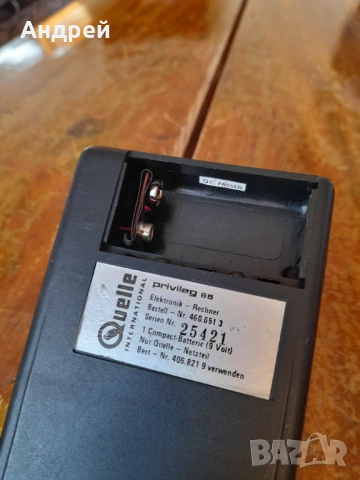 Андрей
QC PASSED
Quelle
INTERNATIONAL
privileg 85
Elektronik - Rechner
Bestell - Nr. 460.651 3
Serien Nr. 25421
1 Compact-Batterie (9 Volt)
Nur Quelle - Netzteil
Best - Nr. 406.821 9 verwenden
BAZAR